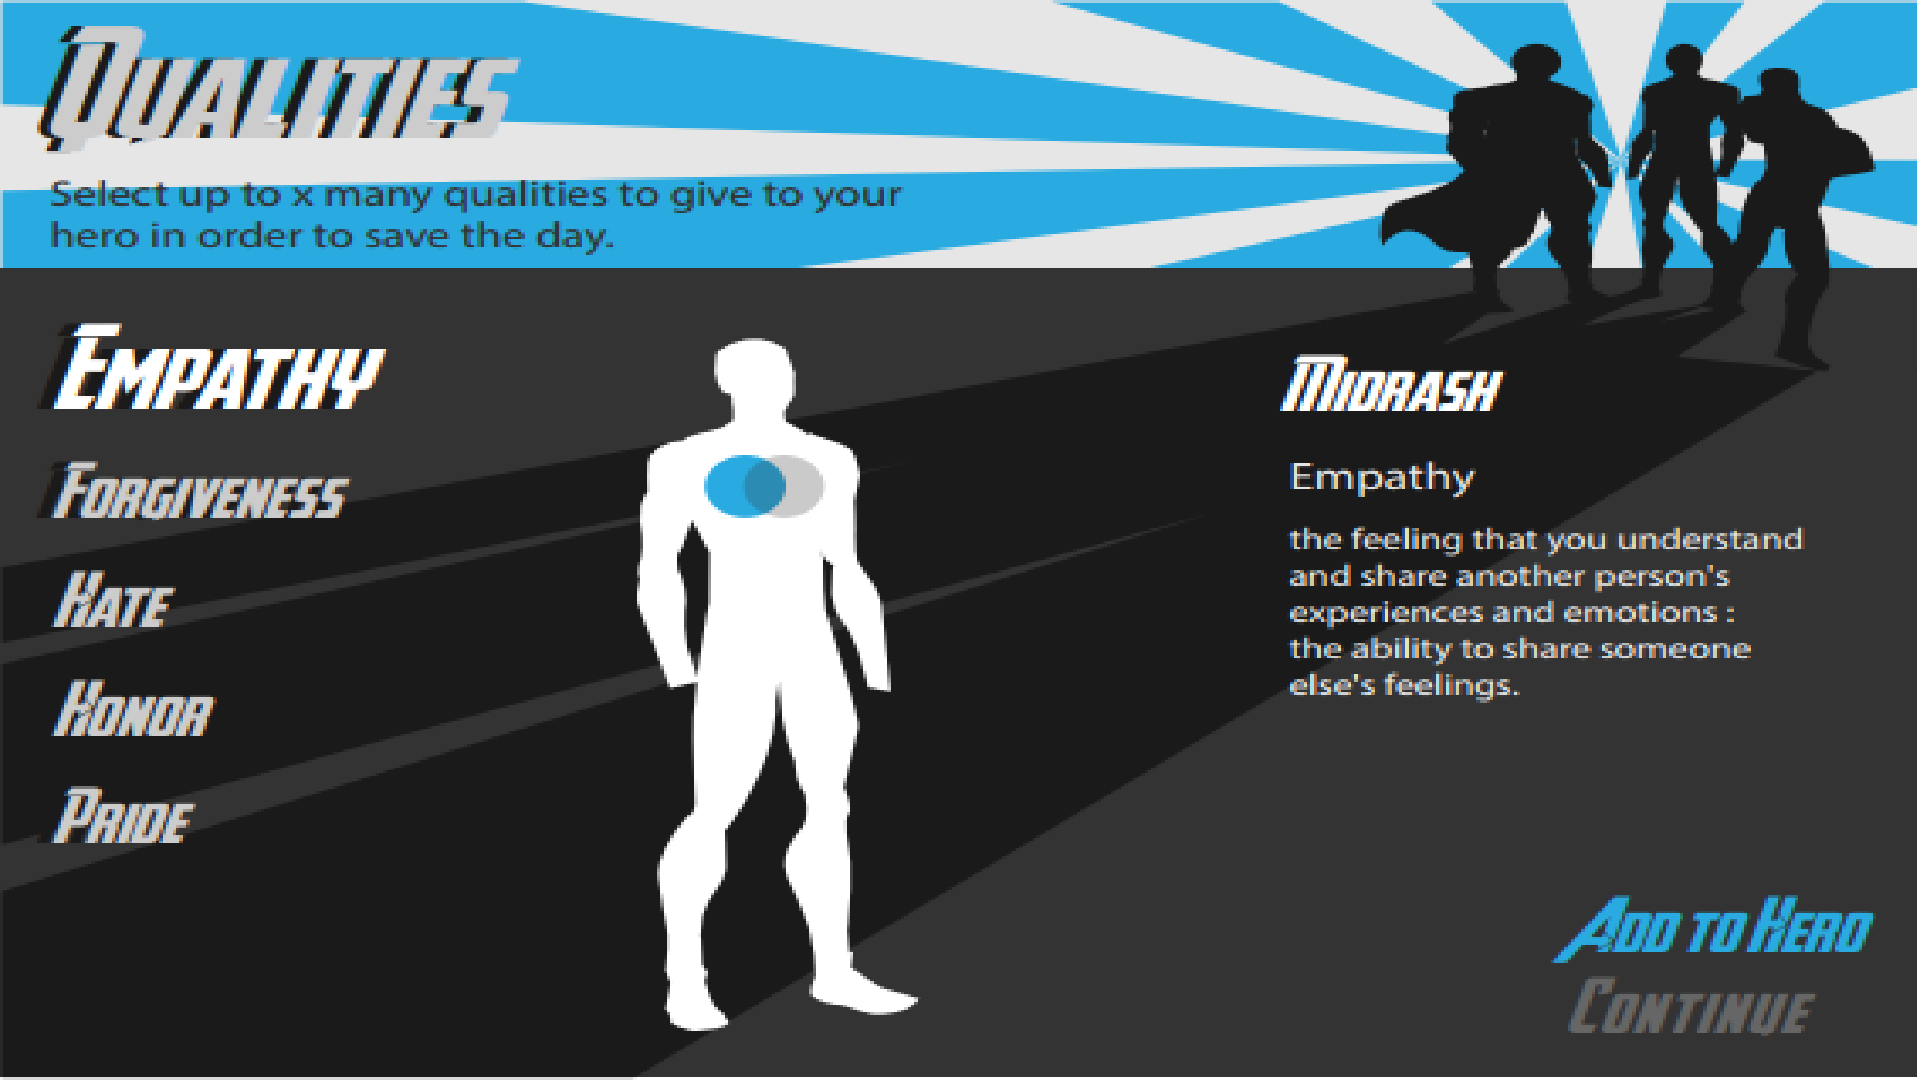 Qualities
Select up to x many qualities to give to your
hero in order to save the day.
Empathy
Forgiveness
Hate
Honor
Pride
Midrash
Empathy
the feeling that you understand
and share another person's
experiences and emotions :
the ability to share someone
else's feelings.
Add to Hero
Continue